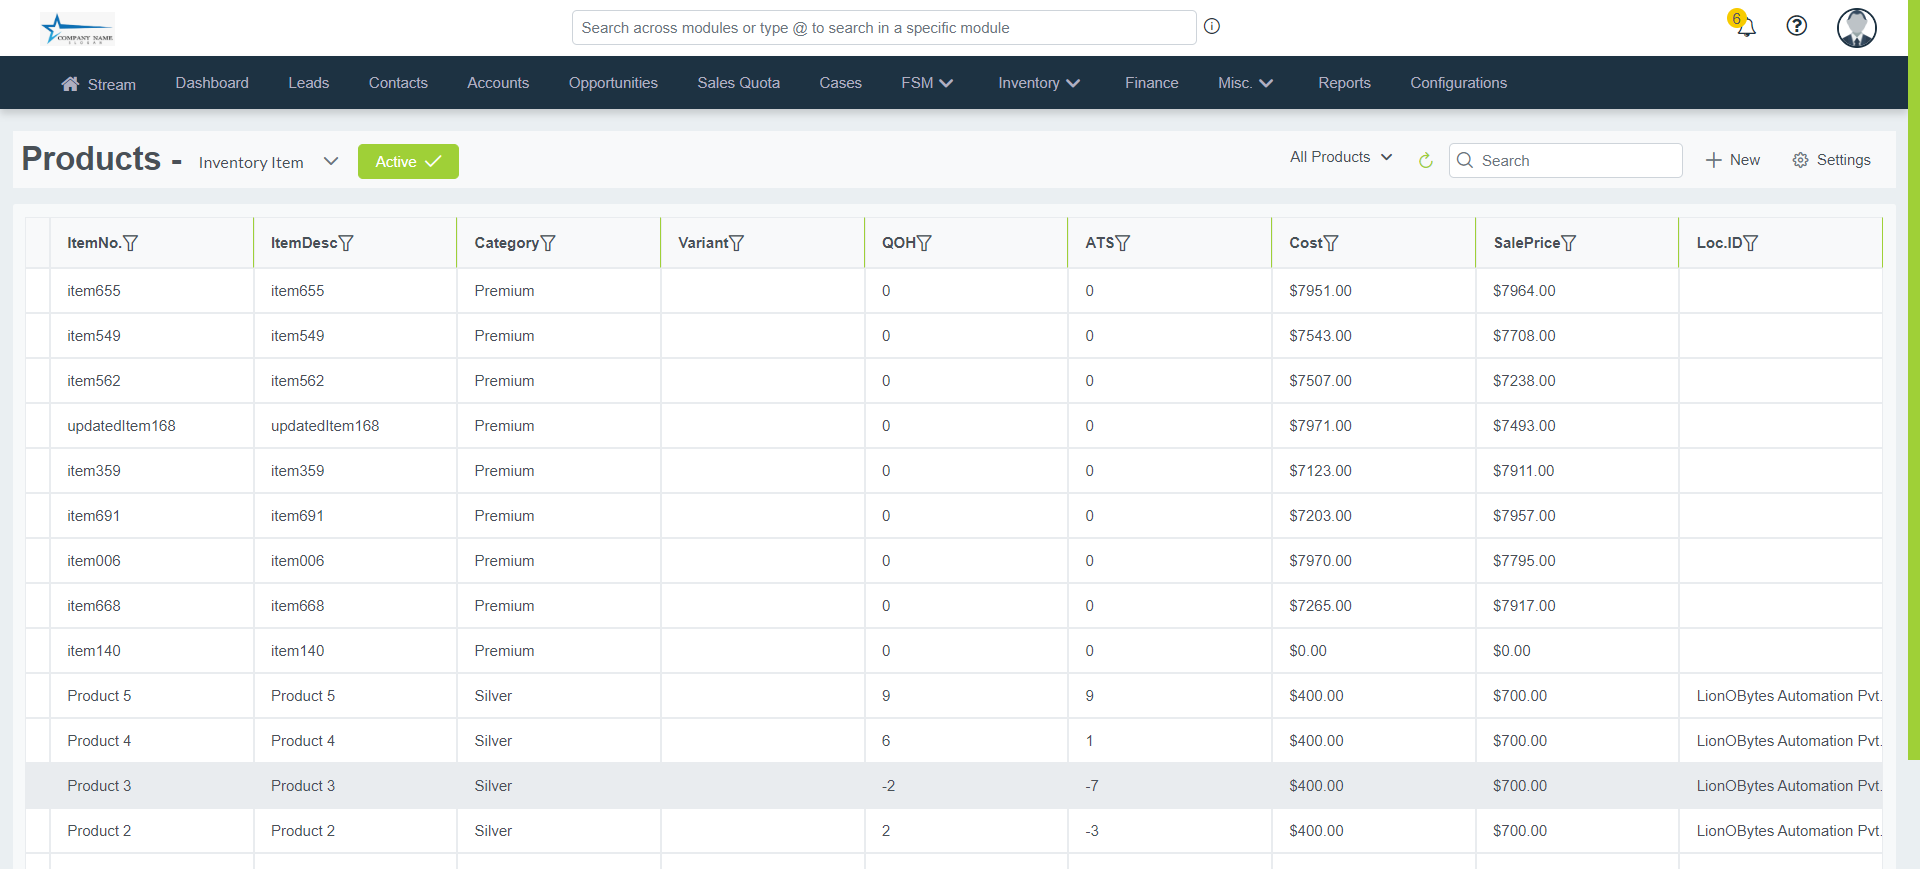 COMPANY NAME
Search across modules or type @ to search in a specific module
6
Stream Dashboard Leads Contacts Accounts Opportunities Sales Quota Cases FSM Inventory Finance Misc. Reports Configurations
Products - Inventory Item Active All Products Search New Settings
ItemNo. ItemDesc Category Variant QOH ATS Cost SalePrice Loc.ID
item655 item655 Premium 0 0 $7951.00 $7964.00
item549 item549 Premium 0 0 $7543.00 $7708.00
item562 item562 Premium 0 0 $7507.00 $7238.00
updatedItem168 updatedItem168 Premium 0 0 $7971.00 $7493.00
item359 item359 Premium 0 0 $7123.00 $7911.00
item691 item691 Premium 0 0 $7203.00 $7957.00
item006 item006 Premium 0 0 $7970.00 $7795.00
item668 item668 Premium 0 0 $7265.00 $7917.00
item140 item140 Premium 0 0 $0.00 $0.00
Product 5 Product 5 Silver 9 9 $400.00 $700.00 LionOBytes Automation Pvt.
Product 4 Product 4 Silver 6 1 $400.00 $700.00 LionOBytes Automation Pvt.
Product 3 Product 3 Silver -2 -7 $400.00 $700.00 LionOBytes Automation Pvt.
Product 2 Product 2 Silver 2 -3 $400.00 $700.00 LionOBytes Automation Pvt.